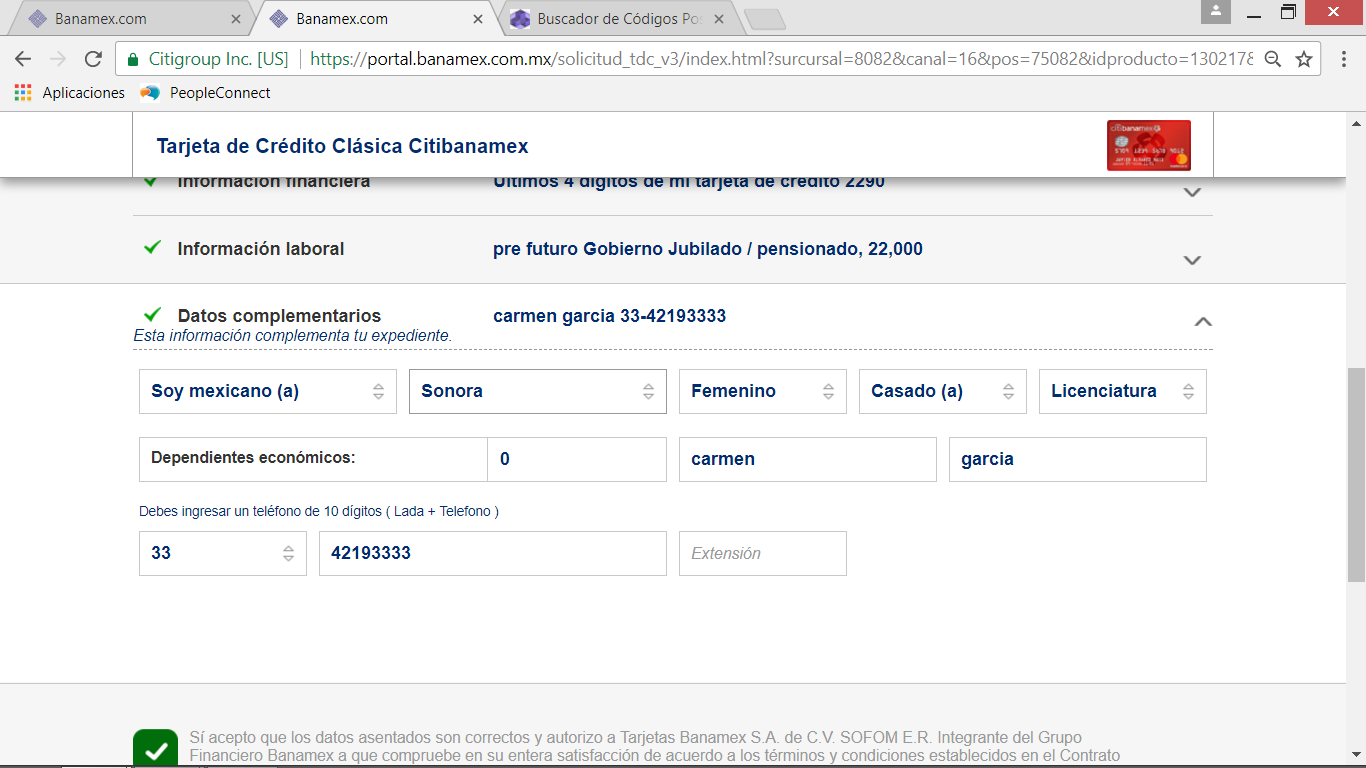 Banamex.com
Banamex.com
Buscador de Códigos Pos
Citigroup Inc. [US]
https://portal.banamex.com.mx/solicitud_tdc_v3/index.html?surcursal=8082&canal=16&pos=75082&idproducto=130217&
Aplicaciones
PeopleConnect
Tarjeta de Crédito Clásica Citibanamex
citibanamex
Información financiera
Últimos 4 dígitos de mi tarjeta de crédito 2290
Información laboral
pre futuro Gobierno Jubilado / pensionado, 22,000
Datos complementarios
carmen garcia 33-42193333
Esta información complementa tu expediente.
Soy mexicano (a)
Sonora
Femenino
Casado (a)
Licenciatura
Dependientes económicos:
0
carmen
garcia
Debes ingresar un teléfono de 10 dígitos ( Lada + Telefono )
33
42193333
Extensión
Sí acepto que los datos asentados son correctos y autorizo a Tarjetas Banamex S.A. de C.V. SOFOM E.R. Integrante del Grupo
Financiero Banamex a que compruebe en su entera satisfacción de acuerdo a los términos y condiciones establecidos en el Contrato